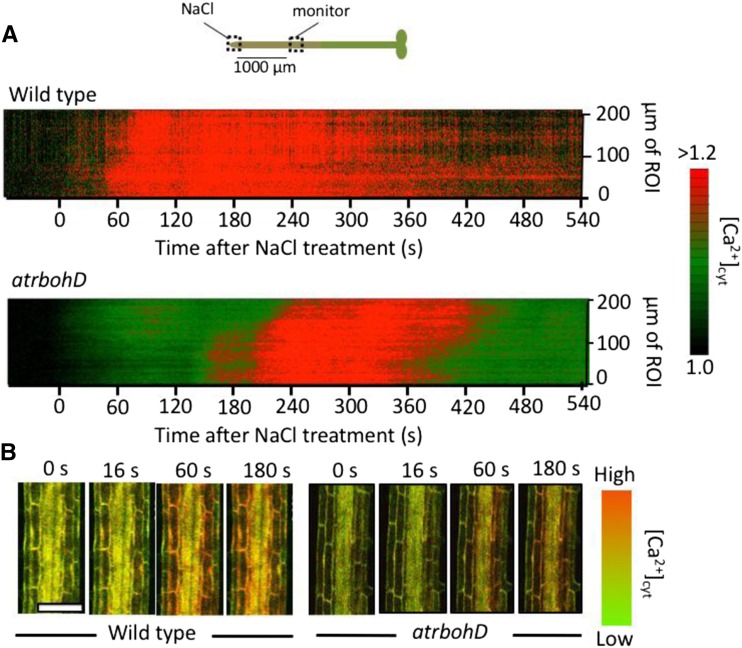 NaCl monitor
A
1000 µm
Wild type
200
100
0
µm of ROI
0 60 120 180 240 300 360 420 480 540
Time after NaCl treatment (s)
>1.2
[Ca2+]cyt
1.0
atrbohD
200
100
0
µm of ROI
0 60 120 180 240 300 360 420 480 540
Time after NaCl treatment (s)
B
0 s 16 s 60 s 180 s 0 s 16 s 60 s 180 s
High
[Ca2+]cyt
Low
Wild type atrbohD